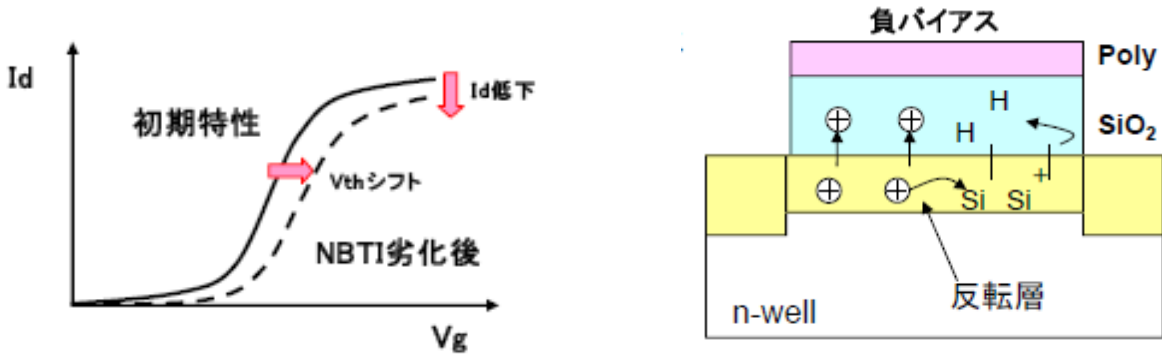 Id
初期特性
Id低下
Vthシフト
NBTI劣化後
Vg
負バイアス
Poly
SiO2
H
H
+
+
+
+
+
Si
Si
反転層
n-well